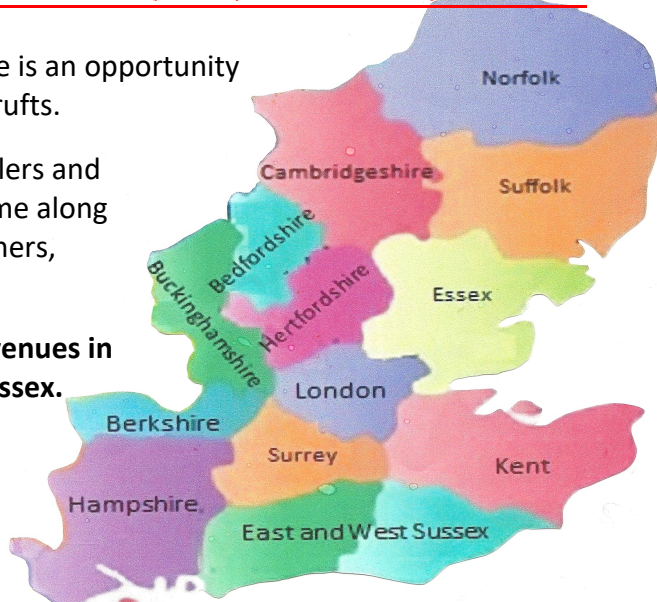 e is an opportunity
rufts.
lers and
me along
ners,
venues in
ssex.
Norfolk
Cambridgeshire
Suffolk
Bedfordshire
Buckinghamshire
Hertfordshire
Essex
London
Berkshire
Surrey
Kent
Hampshire
East and West Sussex